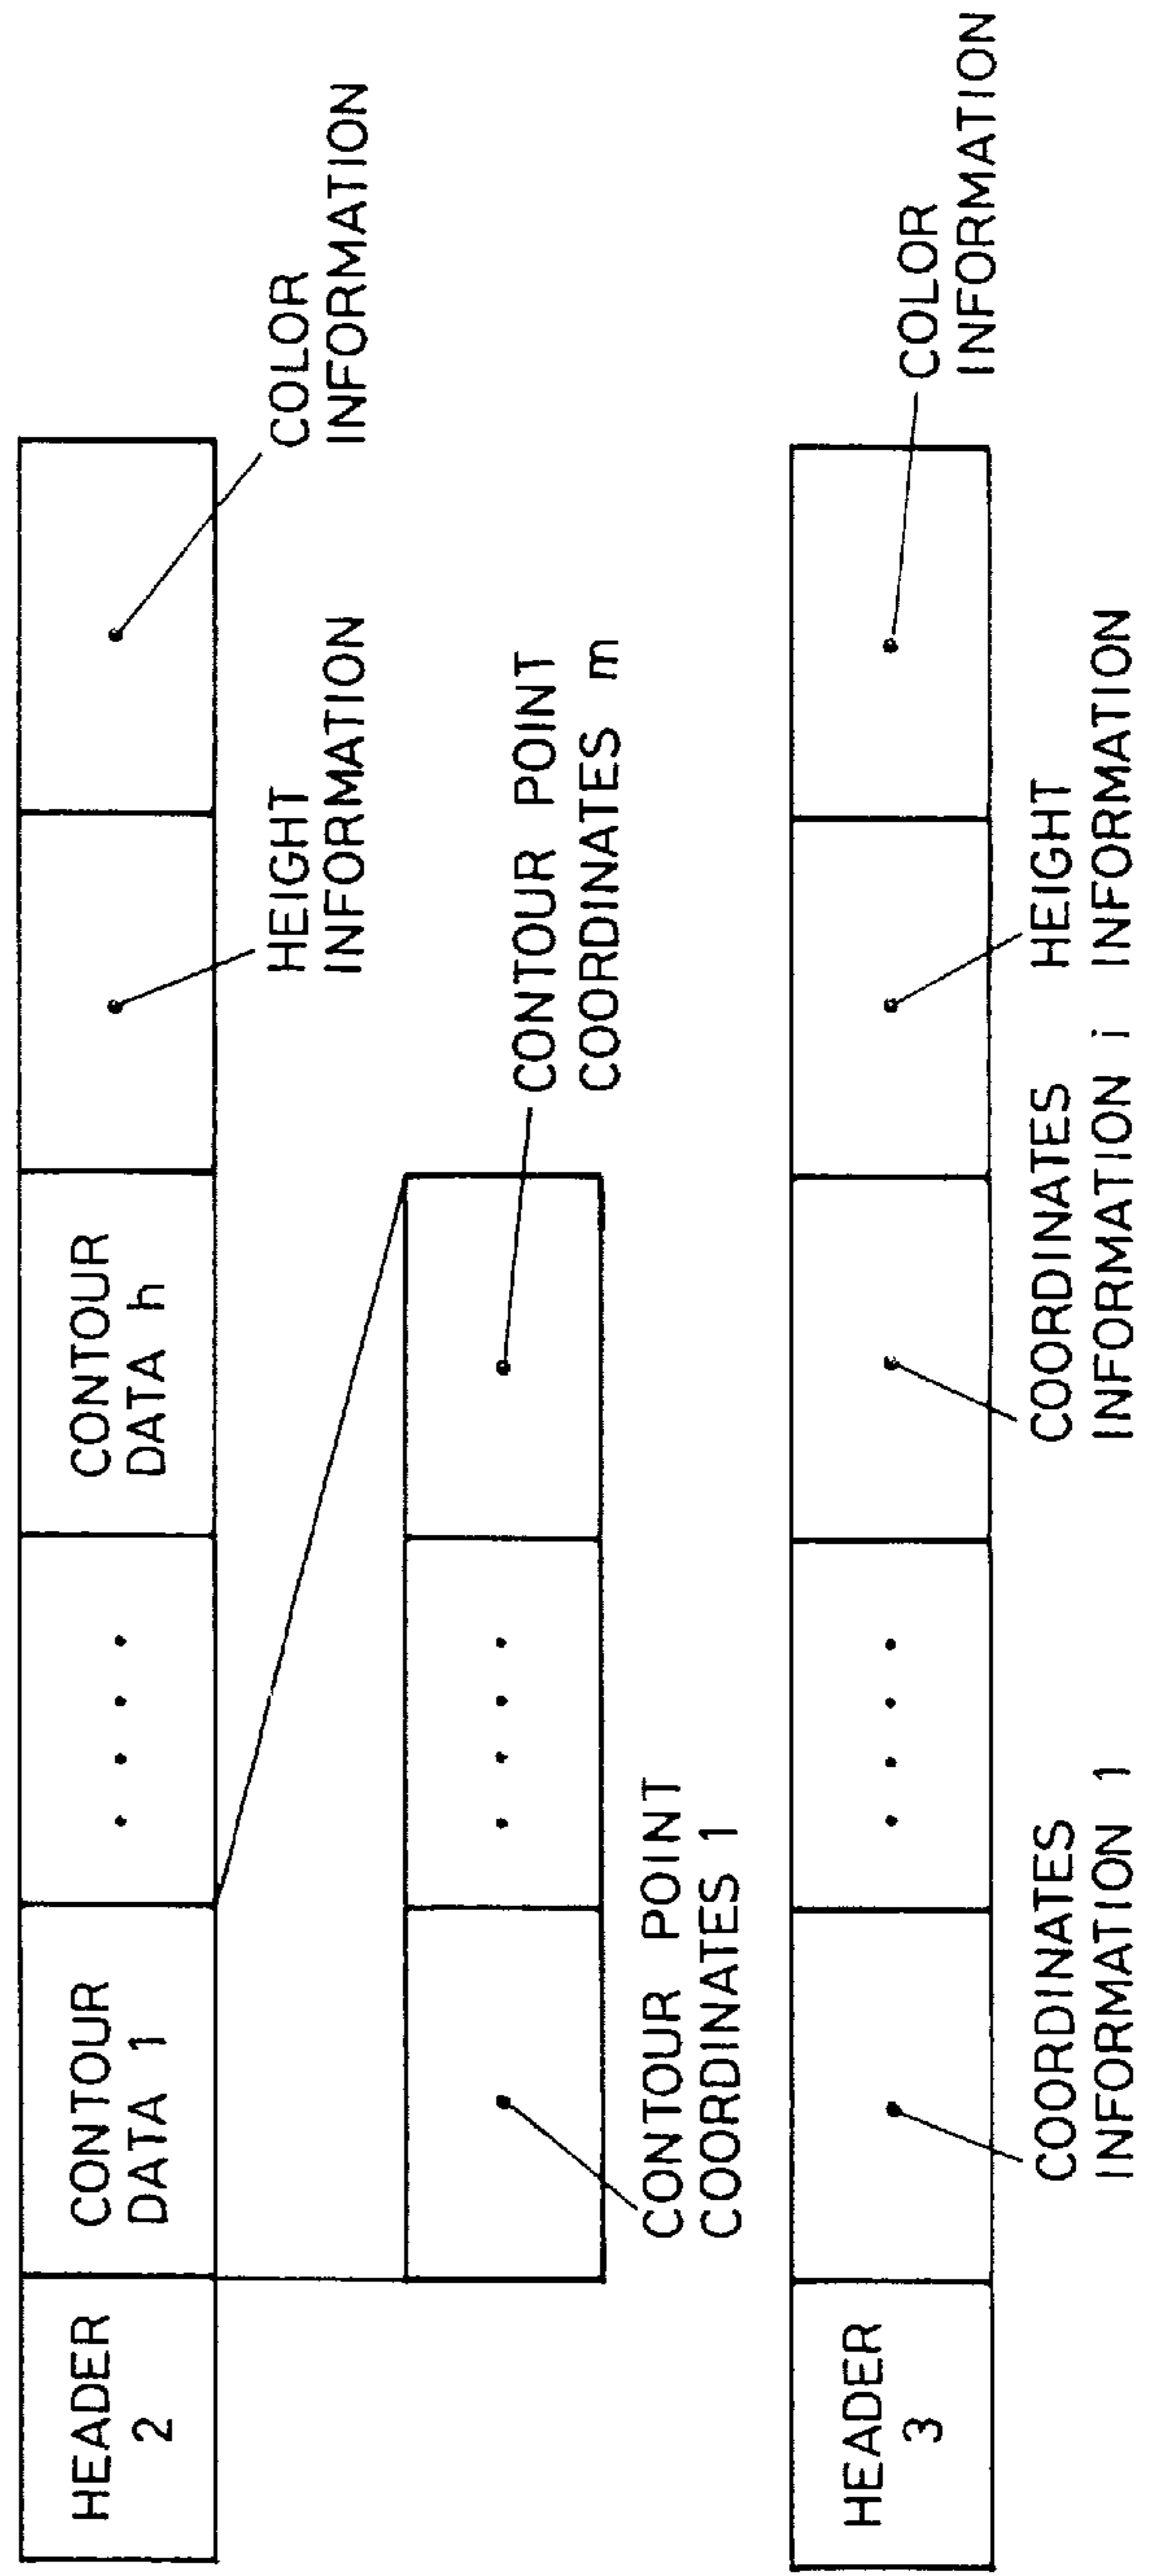 HEADER
2
CONTOUR
DATA 1
. . . .
CONTOUR
DATA h
HEIGHT
INFORMATION
COLOR
INFORMATION
CONTOUR POINT
COORDINATES 1
. . . .
CONTOUR POINT
COORDINATES m
HEADER
3
COORDINATES
INFORMATION 1
. . . .
COORDINATES
INFORMATION i
HEIGHT
INFORMATION
COLOR
INFORMATION